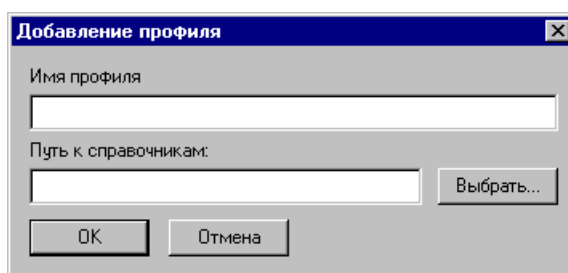 Добавление профиля
Имя профиля
Путь к справочникам:
Выбрать...
OK Отмена